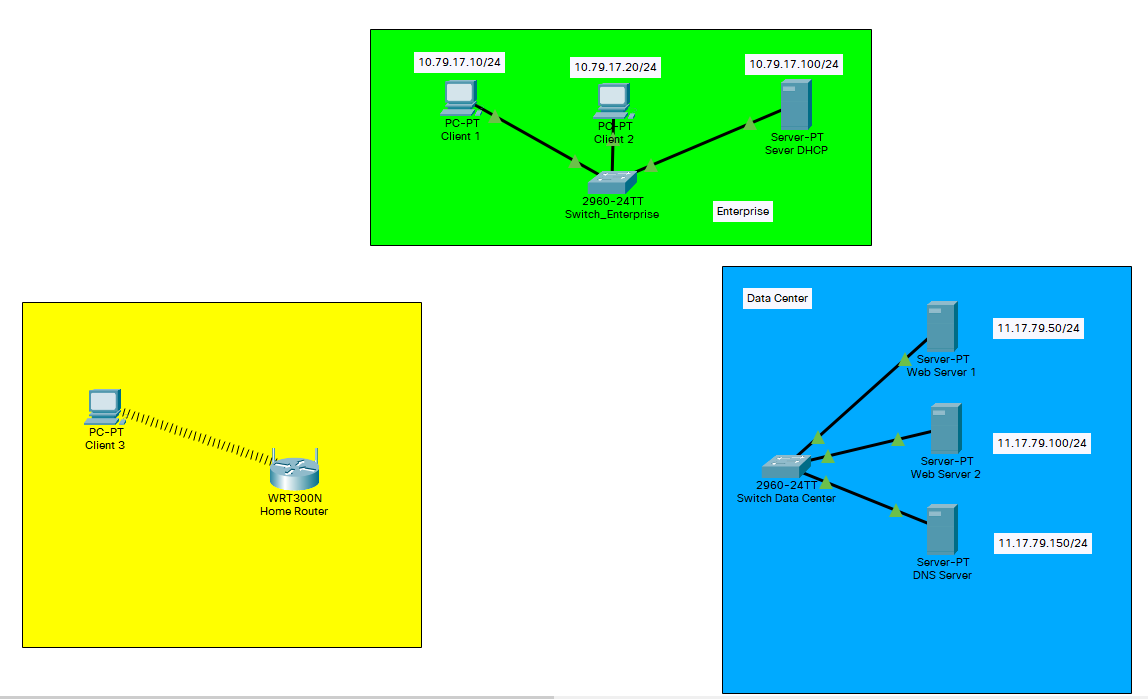 10.79.17.10/24
10.79.17.20/24
10.79.17.100/24
PC-PT
Client 1
PC-PT
Client 2
Server-PT
Sever DHCP
2960-24TT
Switch_Enterprise
Enterprise
Data Center
11.17.79.50/24
Server-PT
Web Server 1
11.17.79.100/24
Server-PT
Web Server 2
2960-24TT
Switch Data Center
11.17.79.150/24
Server-PT
DNS Server
PC-PT
Client 3
WRT300N
Home Router